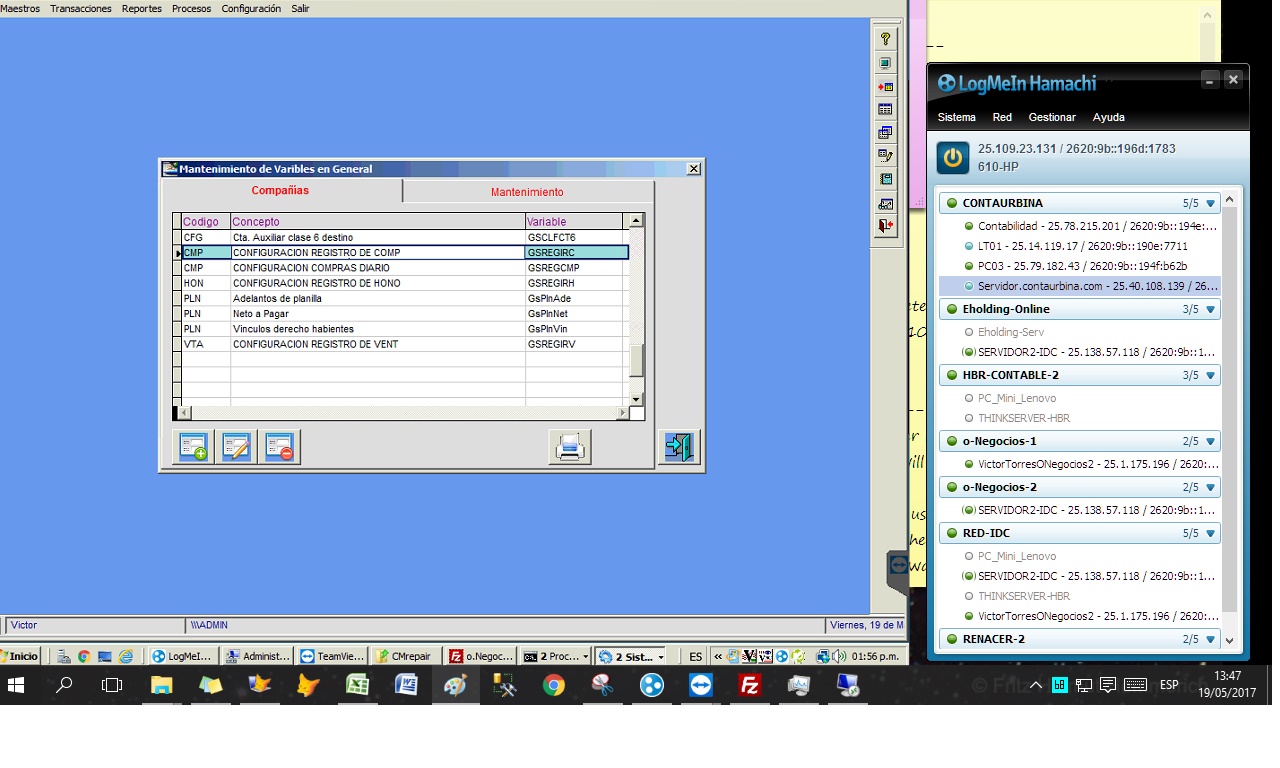 Maestros Transacciones Reportes Procesos Configuración Salir
Mantenimiento de Varibles en General
Compañías Mantenimiento
Codigo Concepto Variable
CFG Cta. Auxiliar clase 6 destino GSCLFCT6
CMP CONFIGURACION REGISTRO DE COMP GSREGIRC
CMP CONFIGURACION COMPRAS DIARIO GSREGCMP
HON CONFIGURACION REGISTRO DE HONO GSREGIRH
PLN Adelantos de planilla GsPlnAde
PLN Neto a Pagar GsPlnNet
PLN Vinculos derecho habientes GsPlnVin
VTA CONFIGURACION REGISTRO DE VENT GSREGIRV
Victor \\\ADMIN Viernes, 19 de M
Inicio LogMeI... Administ... TeamVie... CMrepair o.Negoc... 2 Proc... 2 Sist... ES « 01:56 p.m.
--
LogMeIn Hamachi
Sistema Red Gestionar Ayuda
25.109.23.131 / 2620:9b::196d:1783
610-HP
CONTAURBINA 5/5
Contabilidad - 25.78.215.201 / 2620:9b::194e:...
LT01 - 25.14.119.17 / 2620:9b::190e:7711
PC03 - 25.79.182.43 / 2620:9b::194f:b62b
Servidor.contaurbina.com - 25.40.108.139 / 26...
Eholding-Online 3/5
Eholding-Serv
SERVIDOR2-IDC - 25.138.57.118 / 2620:9b::1...
HBR-CONTABLE-2 3/5
PC_Mini_Lenovo
THINKSERVER-HBR
o-Negocios-1 2/5
VictorTorresONegocios2 - 25.1.175.196 / 2620:...
o-Negocios-2 2/5
SERVIDOR2-IDC - 25.138.57.118 / 2620:9b::1...
RED-IDC 5/5
PC_Mini_Lenovo
SERVIDOR2-IDC - 25.138.57.118 / 2620:9b::1...
THINKSERVER-HBR
VictorTorresONegocios2 - 25.1.175.196 / 2620:...
RENACER-2 2/5
ESP
13:47
19/05/2017